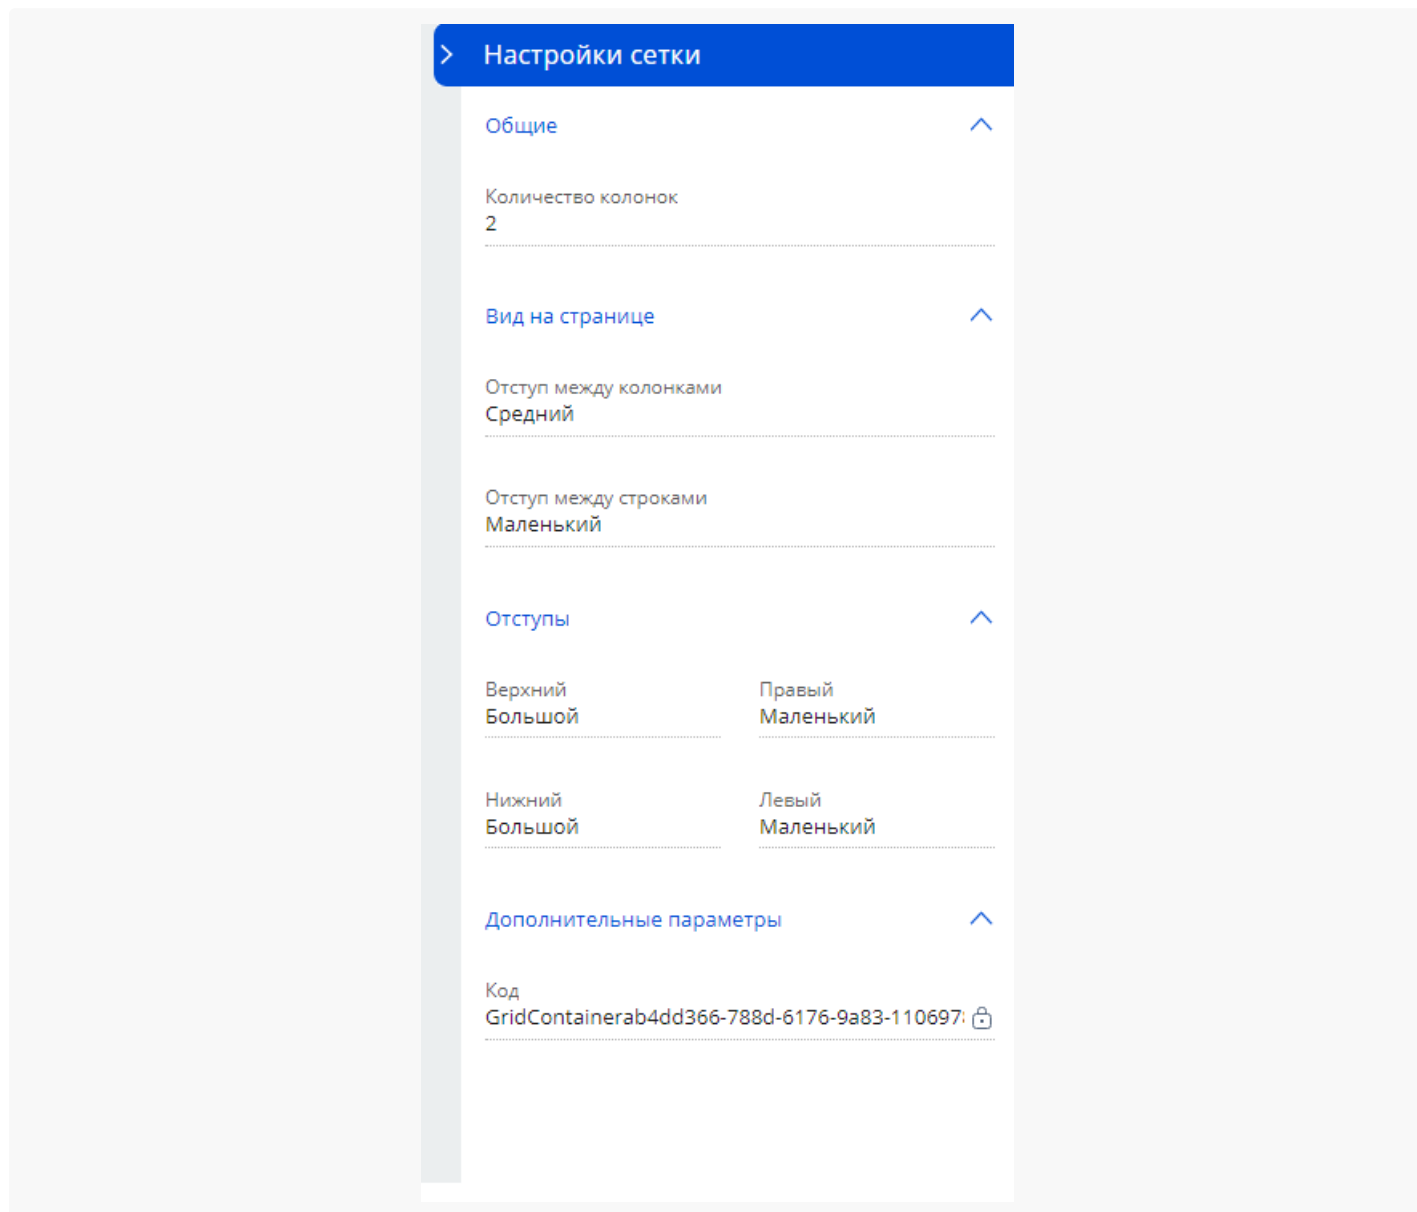 Настройки сетки
Общие
Количество колонок
2
Вид на странице
Отступ между колонками
Средний
Отступ между строками
Маленький
Отступы
Верхний
Правый
Большой
Маленький
Нижний
Левый
Большой
Маленький
Дополнительные параметры
Код
GridContainerab4dd366-788d-6176-9a83-110697